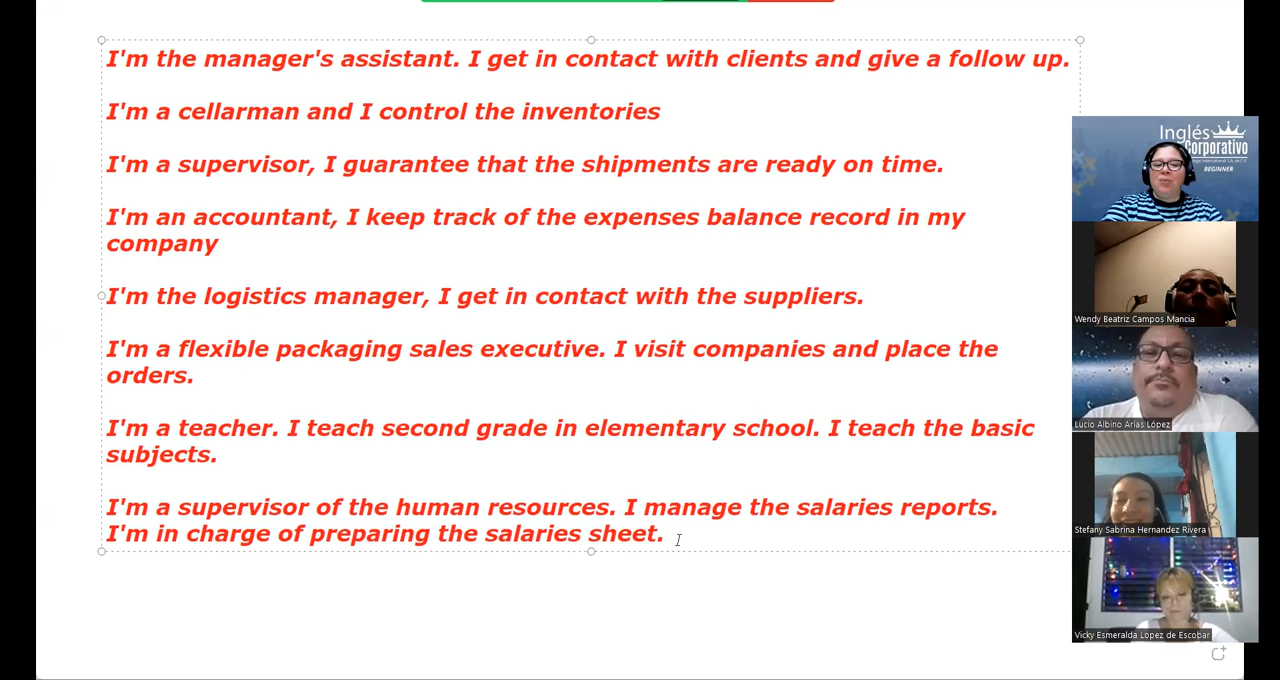 I'm the manager's assistant. I get in contact with clients and give a follow up.
I'm a cellarman and I control the inventories
I'm a supervisor, I guarantee that the shipments are ready on time.
I'm an accountant, I keep track of the expenses balance record in my
company
I'm the logistics manager, I get in contact with the suppliers.
I'm a flexible packaging sales executive. I visit companies and place the
orders.
I'm a teacher. I teach second grade in elementary school. I teach the basic
subjects.
I'm a supervisor of the human resources. I manage the salaries reports.
I'm in charge of preparing the salaries sheet.
Inglés
Corporativo
BEGINNER
Wendy Beatriz Campos Mancia
Lucio Albino Arias López
Stefany Sabrina Hernandez Rivera
Vicky Esmeralda Lopez de Escobar